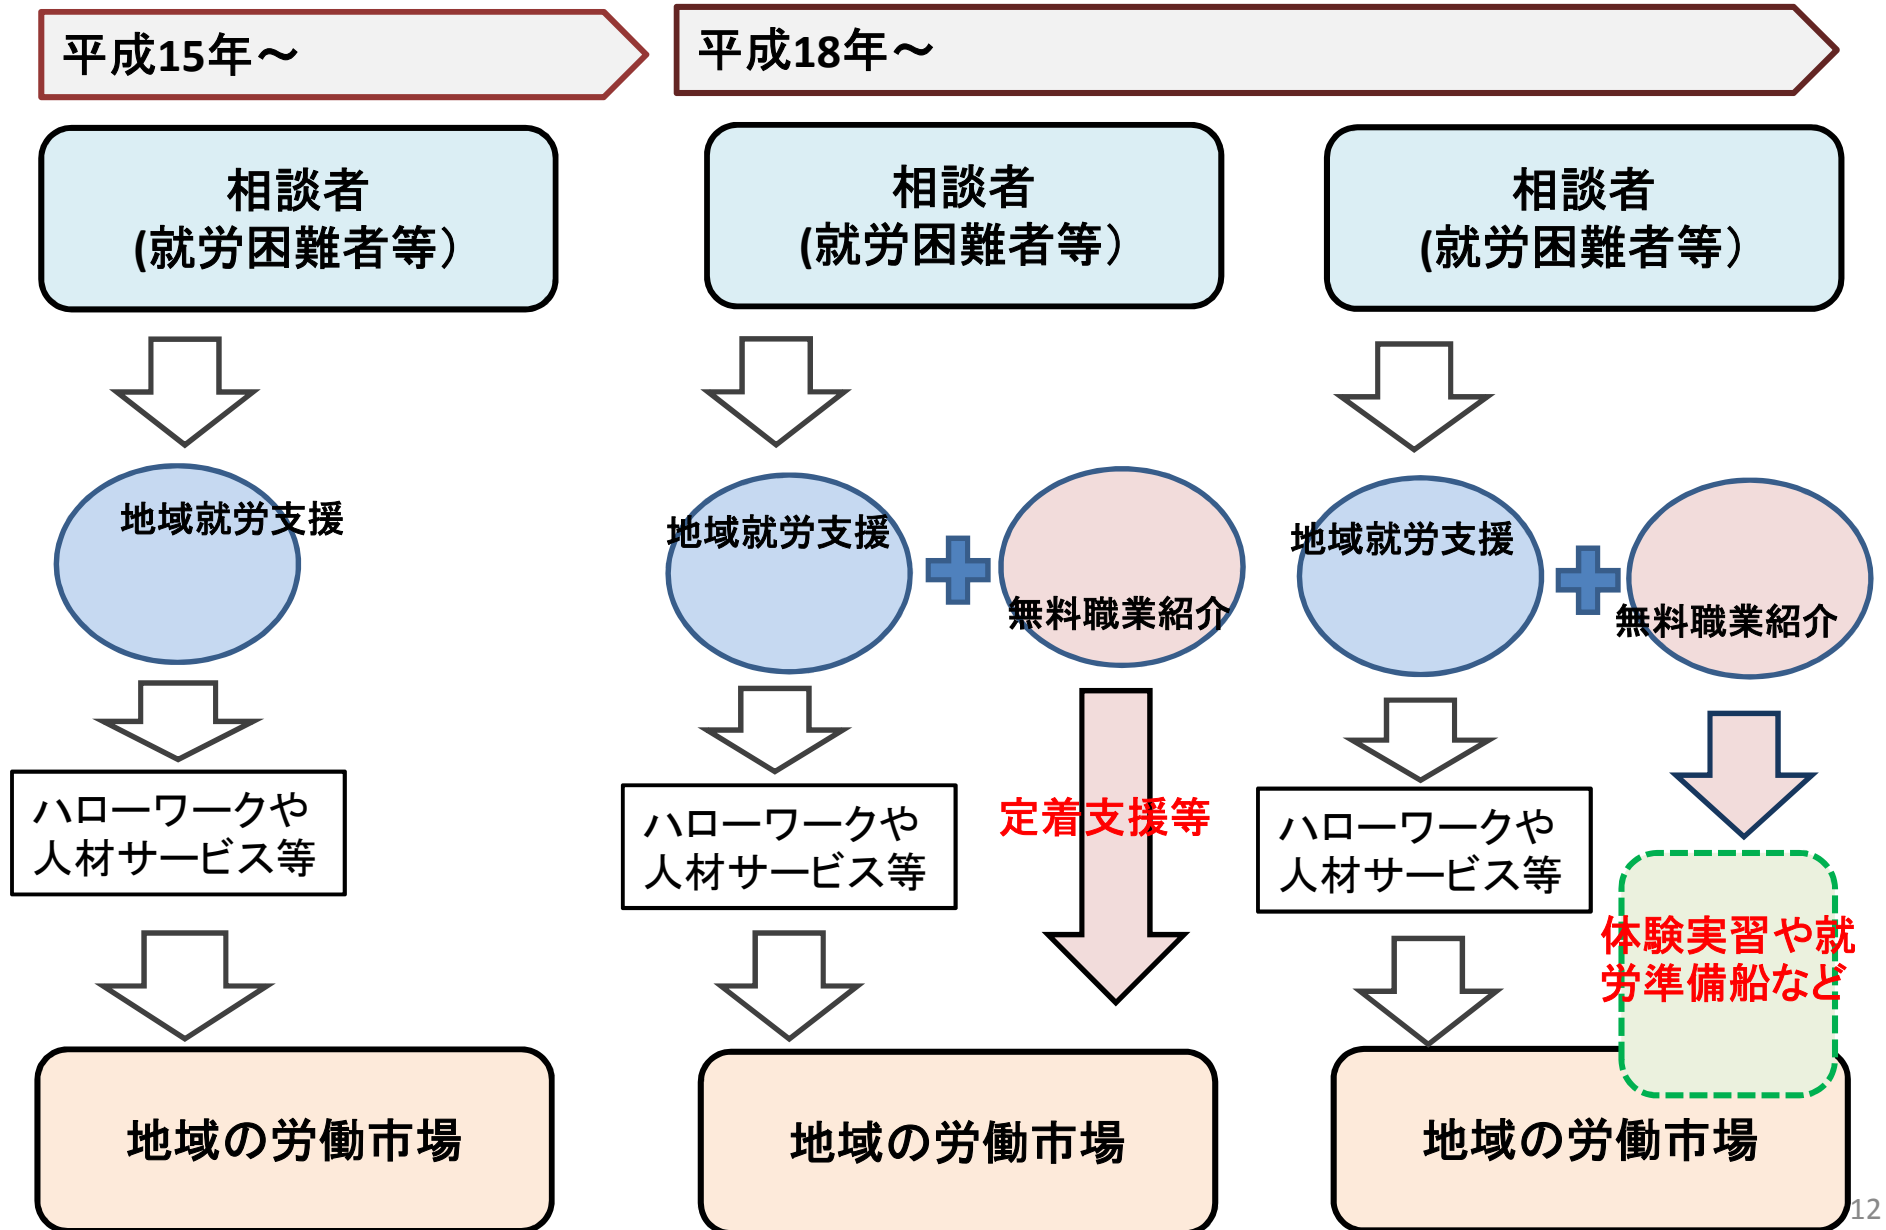 平成15年～
平成18年～
相談者
(就労困難者等）
相談者
(就労困難者等）
相談者
(就労困難者等）
地域就労支援
地域就労支援
無料職業紹介
地域就労支援
無料職業紹介
ハローワークや
人材サービス等
ハローワークや
人材サービス等
定着支援等
ハローワークや
人材サービス等
体験実習や就
労準備船など
地域の労働市場
地域の労働市場
地域の労働市場
12